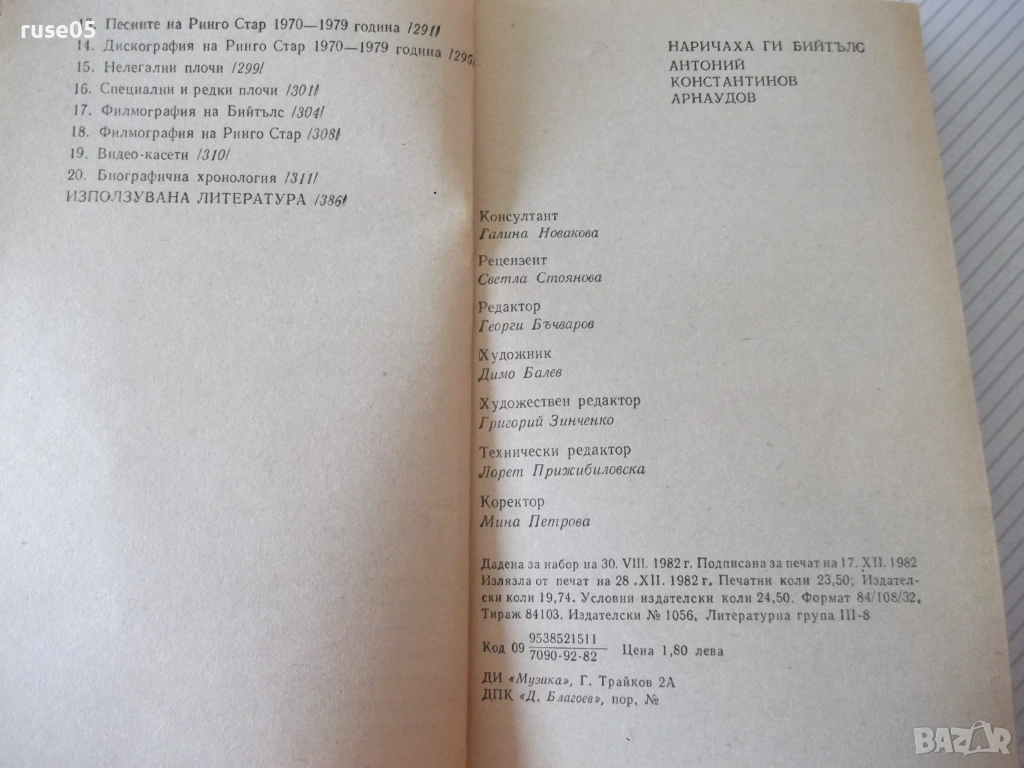 ruse05
13. Песните на Ринго Стар 1970—1979 година /291/
14. Дискография на Ринго Стар 1970—1979 година /295/
15. Нелегални плочи /299/
16. Специални и редки плочи /301/
17. Филмография на Бийтълс /304/
18. Филмография на Ринго Стар /308/
19. Видео-касети /310/
20. Биографична хронология /311/
ИЗПОЛЗУВАНА ЛИТЕРАТУРА /386/
НАРИЧАХА ГИ БИЙТЪЛС
АНТОНИЙ
КОНСТАНТИНОВ
АРНАУДОВ
Консултант
Галина Новакова
Рецензент
Светла Стоянова
Редактор
Георги Бъчваров
Художник
Димо Балев
Художествен редактор
Григорий Зинченко
Технически редактор
Лорет Прижибиловска
Коректор
Мина Петрова
Дадена за набор на 30. VIII. 1982 г. Подписана за печат на 17. XII. 1982
Излязла от печат на 28. XII. 1982 г. Печатни коли 23,50; Издател-
ски коли 19,74. Условни издателски коли 24,50. Формат 84/108/32.
Тираж 84103. Издателски № 1056. Литературна група III-8
Код 09 9538521511/7090-92-82 Цена 1,80 лева
ДИ «Музика», Г. Трайков 2А
ДПК «Д. Благоев», пор. №
BAZAR